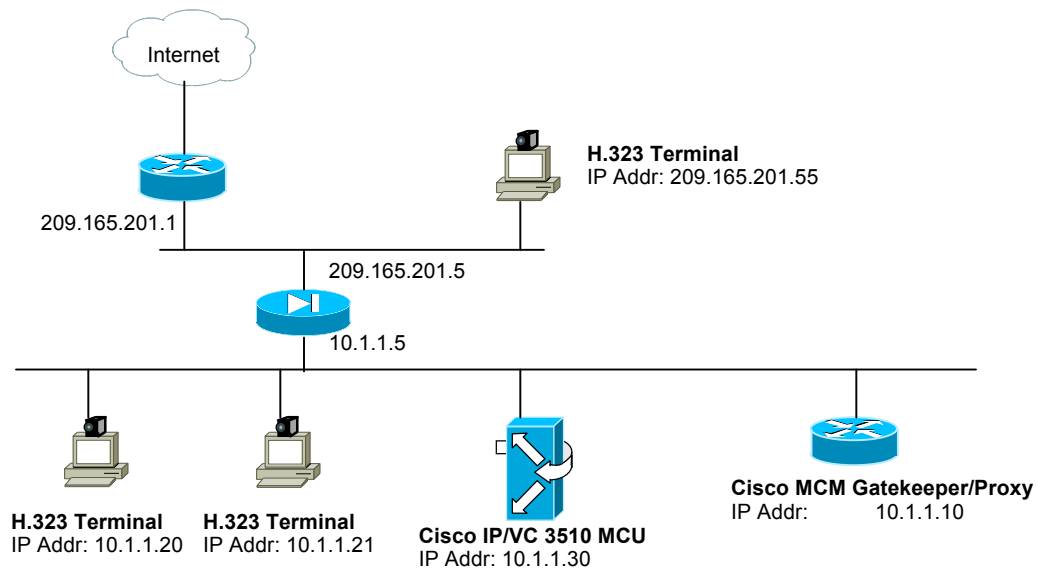 Internet
H.323 Terminal
IP Addr: 209.165.201.55
209.165.201.1
209.165.201.5
10.1.1.5
H.323 Terminal
IP Addr: 10.1.1.20
H.323 Terminal
IP Addr: 10.1.1.21
Cisco IP/VC 3510 MCU
IP Addr: 10.1.1.30
Cisco MCM Gatekeeper/Proxy
IP Addr: 10.1.1.10